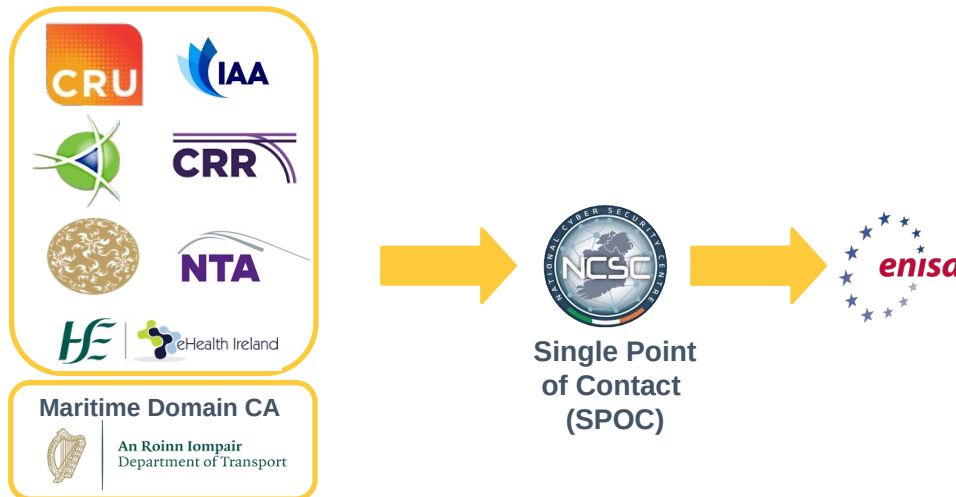 CRU
IAA
CRR
NTA
HSE
eHealth Ireland
Maritime Domain CA
An Roinn Iompair
Department of Transport
NATIONAL CYBER SECURITY CENTRE
NCSC
Single Point
of Contact
(SPOC)
enisa